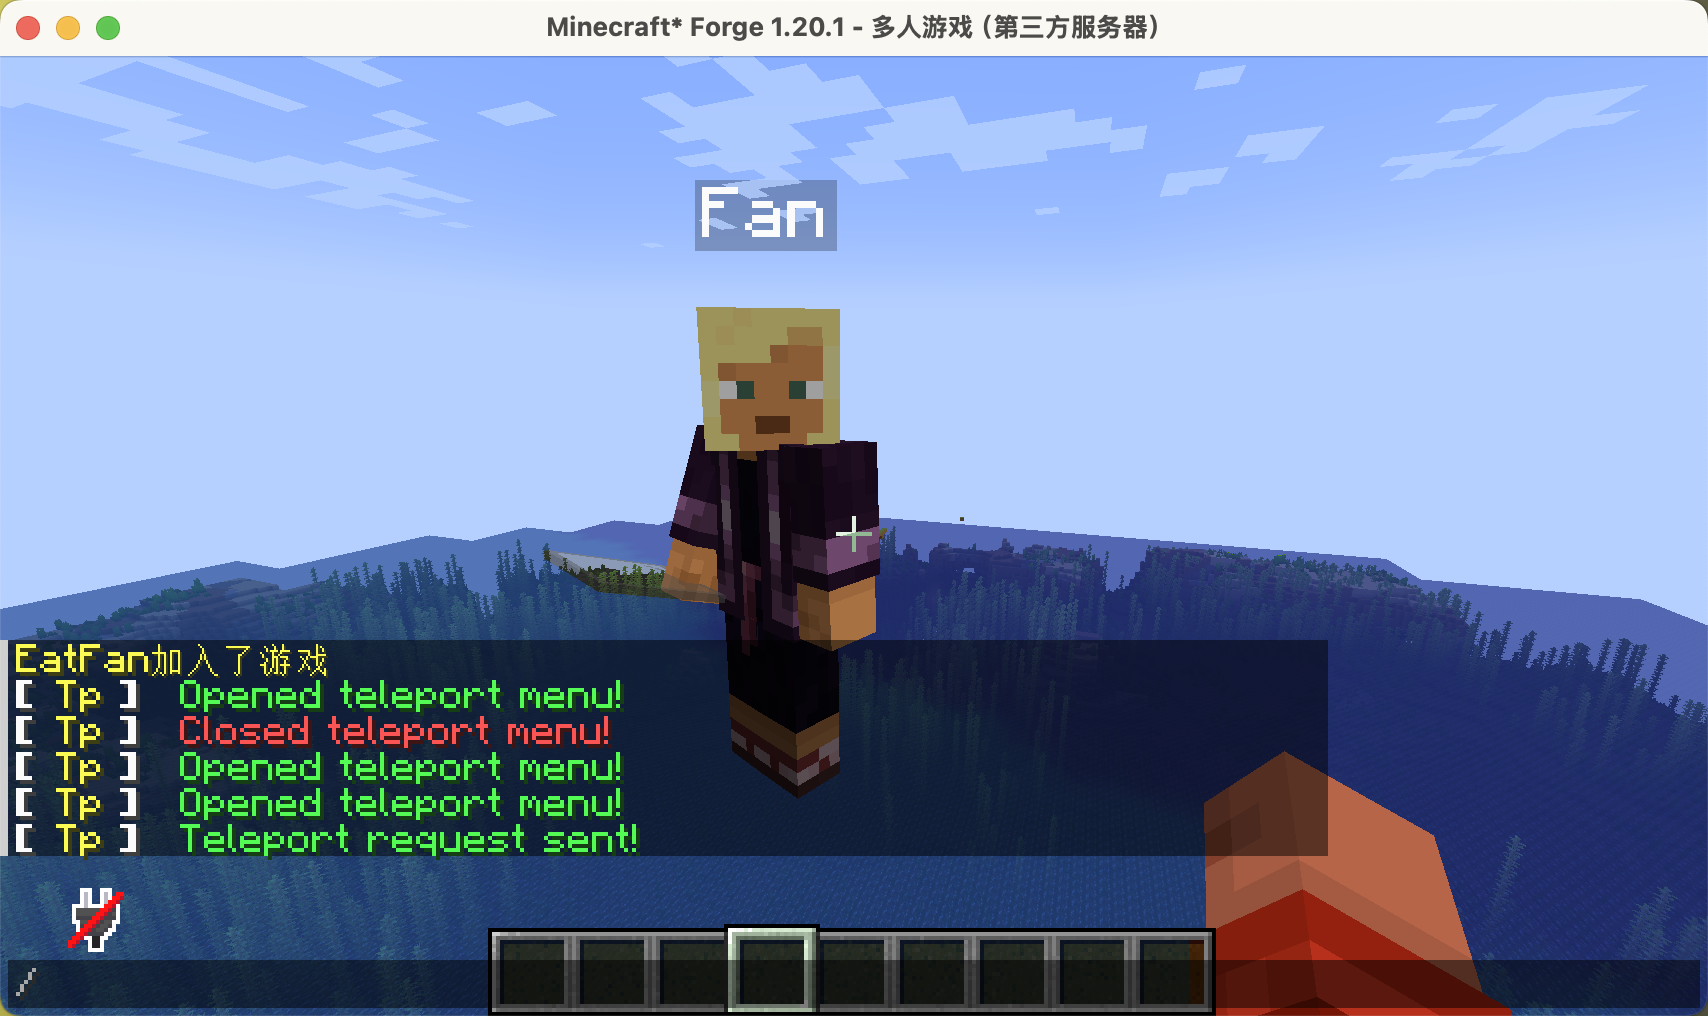 Minecraft* Forge 1.20.1 - 多人游戏（第三方服务器）
Fan
EatFan加入了游戏
[ Tp ] Opened teleport menu!
[ Tp ] Closed teleport menu!
[ Tp ] Opened teleport menu!
[ Tp ] Opened teleport menu!
[ Tp ] Teleport request sent!
/